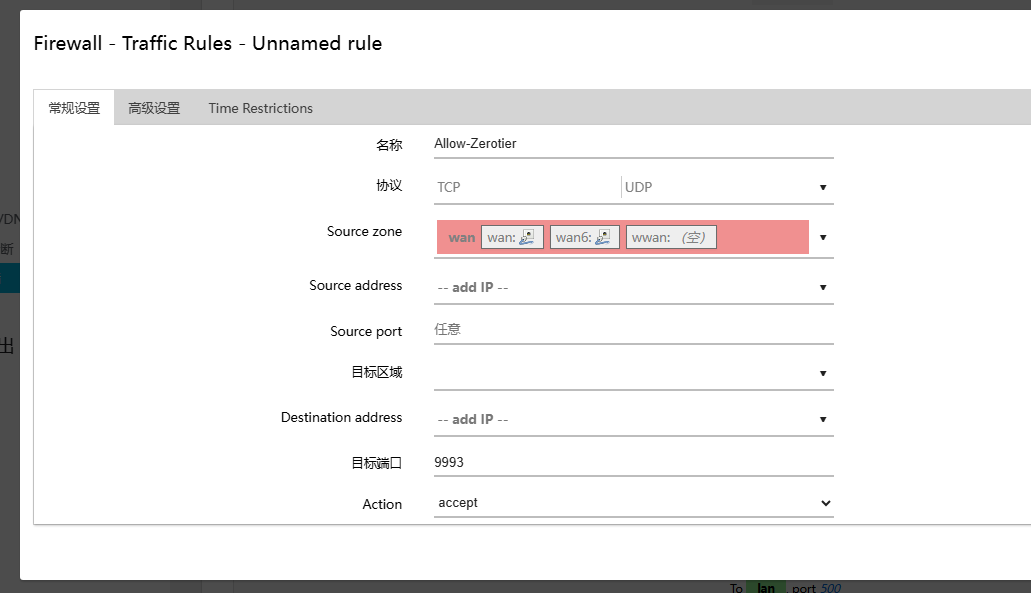 Firewall - Traffic Rules - Unnamed rule
常规设置 高级设置 Time Restrictions
名称 Allow-Zerotier
协议 TCP UDP
Source zone wan wan: wan6: wwan: (空)
Source address -- add IP --
Source port 任意
目标区域
Destination address -- add IP --
目标端口 9993
Action accept
/DN
断
出
To lan , port 500